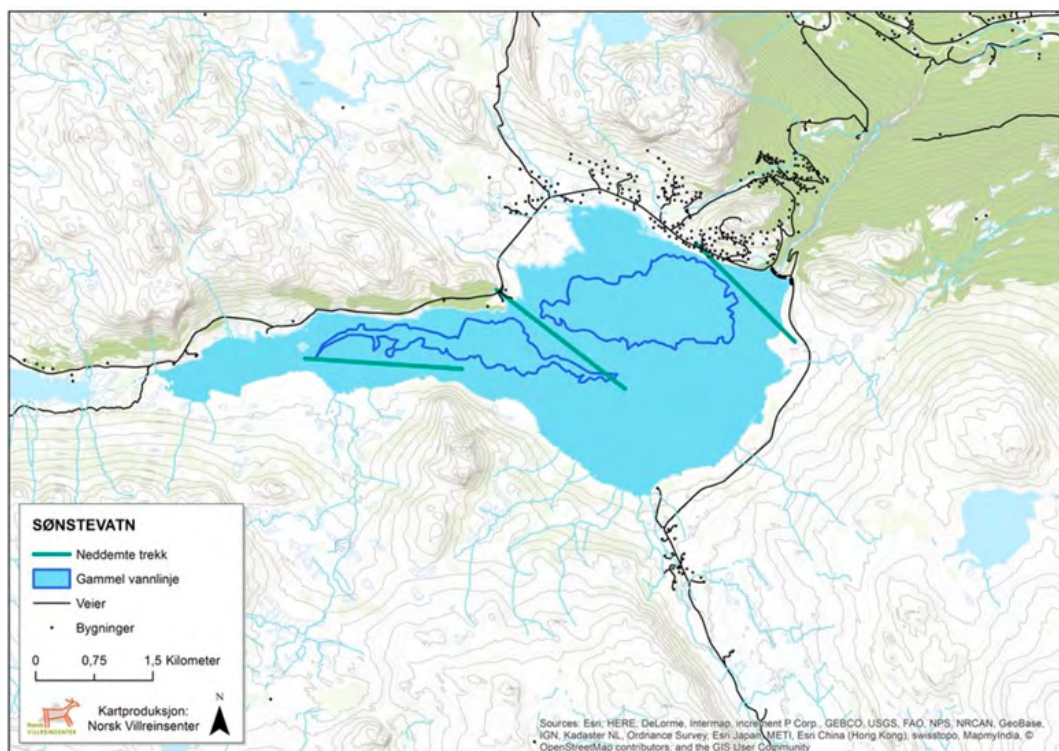 SØNSTEVATN
Neddemte trekk
Gammel vannlinje
Veier
Bygninger
0 0,75 1,5 Kilometer
Norsk
VILLREINSENTER
Kartproduksjon:
Norsk Villreinsenter
N
Sources: Esri, HERE, DeLorme, Intermap, increment P Corp., GEBCO, USGS, FAO, NPS, NRCAN, GeoBase,
IGN, Kadaster NL, Ordnance Survey, Esri Japan, METI, Esri China (Hong Kong), swisstopo, MapmyIndia, ©
OpenStreetMap contributors, and the GIS User Community